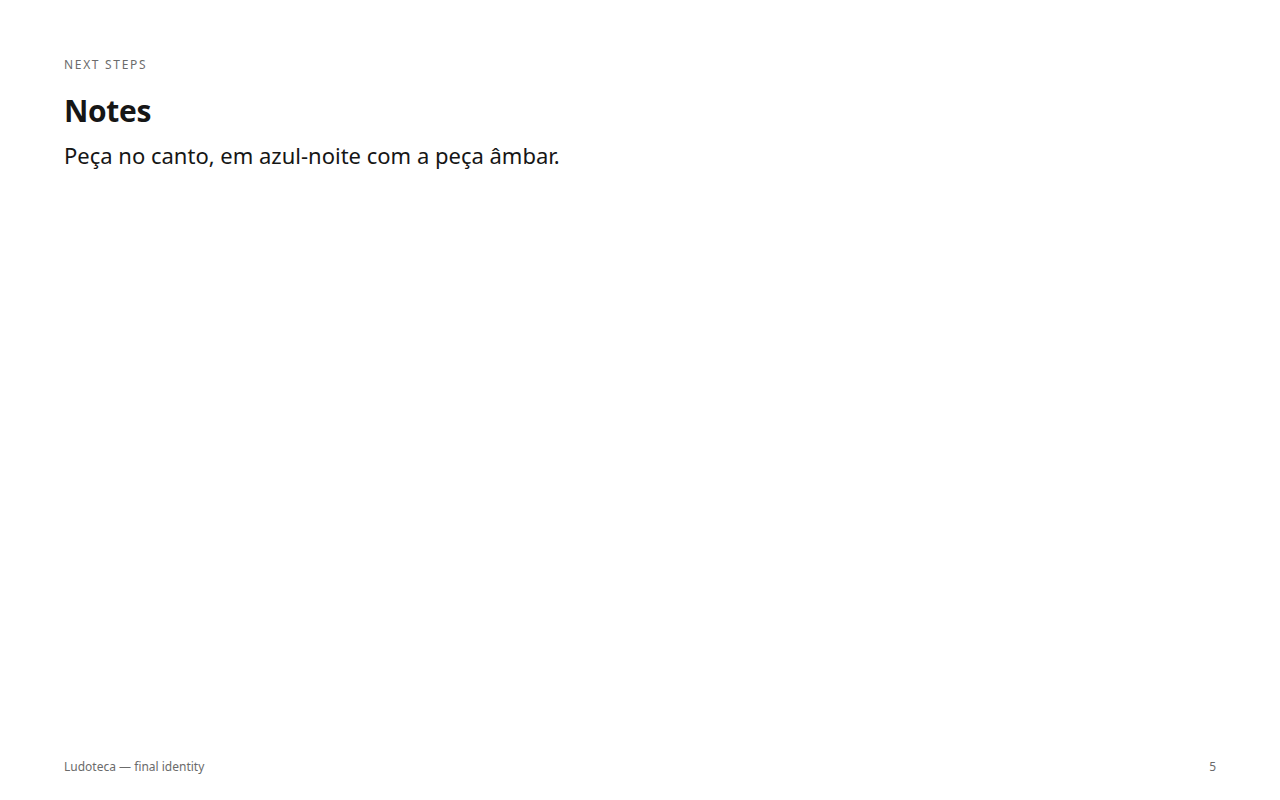 NEXT STEPS
Notes
Peça no canto, em azul-noite com a peça âmbar.
Ludoteca — final identity
5